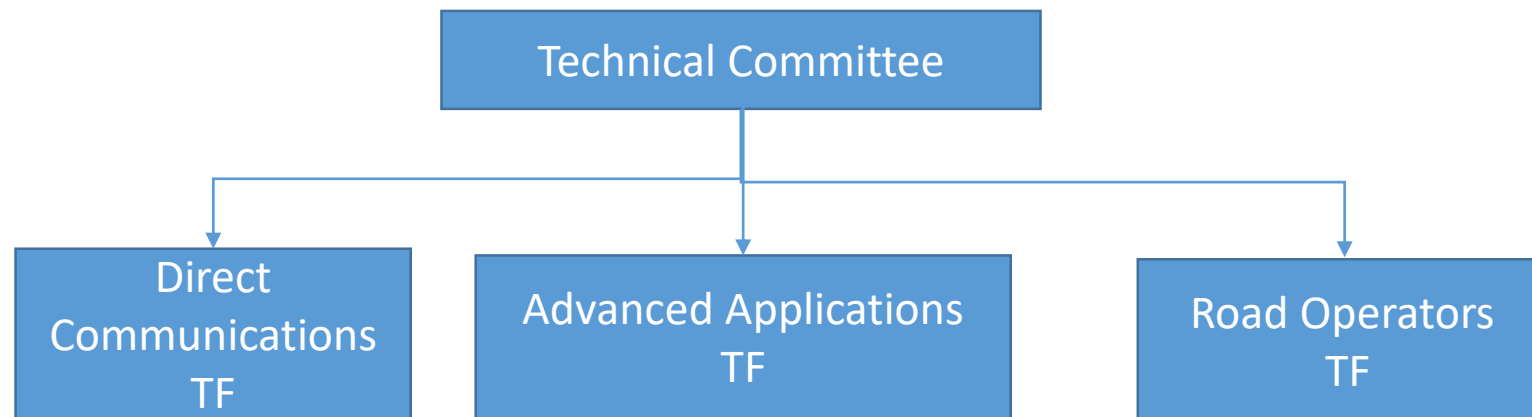 Technical Committee
Direct
Communications
TF
Advanced Applications
TF
Road Operators
TF